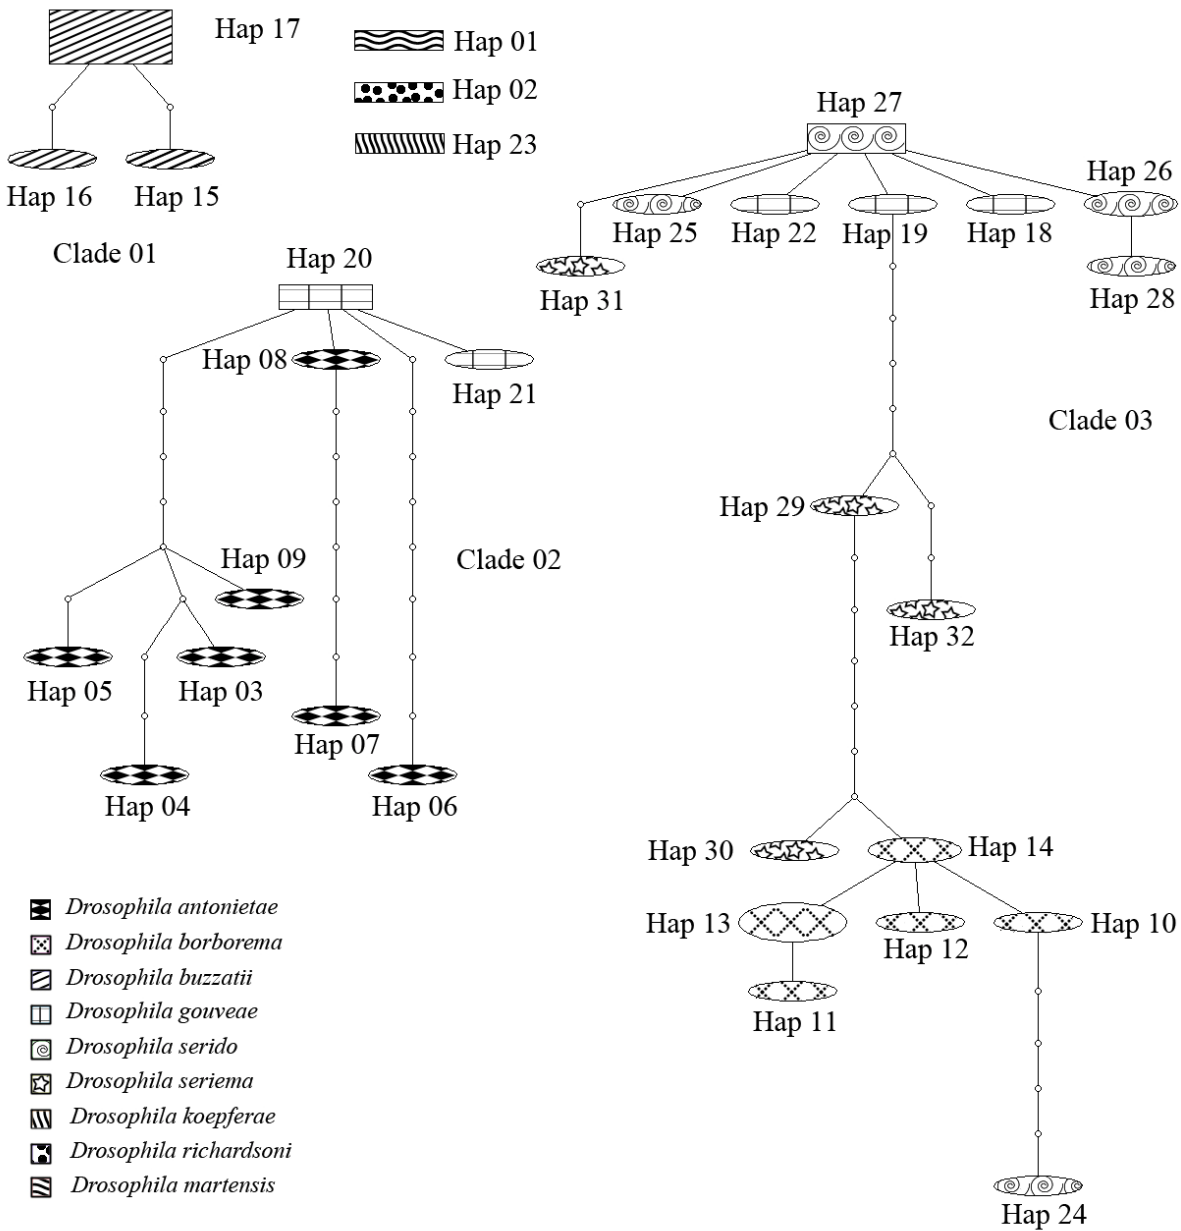 Hap 17
Hap 01
Hap 02
Hap 23
Hap 16
Hap 15
Clade 01
Hap 27
Hap 26
Hap 25
Hap 22
Hap 19
Hap 18
Hap 28
Hap 31
Hap 20
Hap 08
Hap 21
Clade 03
Hap 29
Hap 09
Clade 02
Hap 32
Hap 05
Hap 03
Hap 07
Hap 04
Hap 06
Hap 30
Hap 14
Hap 13
Hap 12
Hap 10
Hap 11
Hap 24
Drosophila antonietae
Drosophila borborema
Drosophila buzzatii
Drosophila gouveae
Drosophila serido
Drosophila seriema
Drosophila koepferae
Drosophila richardsoni
Drosophila martensis